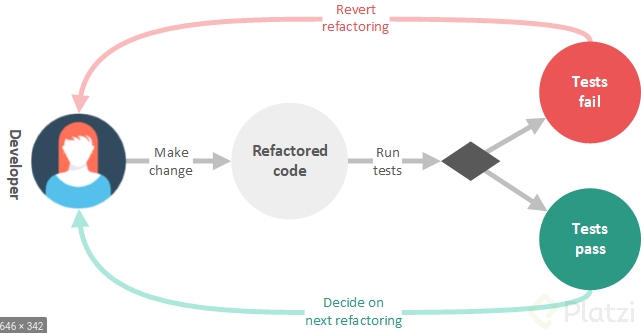 Revert
refactoring
Tests
fail
Developer
Make
change
Refactored
code
Run
tests
Tests
pass
Decide on
next refactoring
Platzi
646 × 342